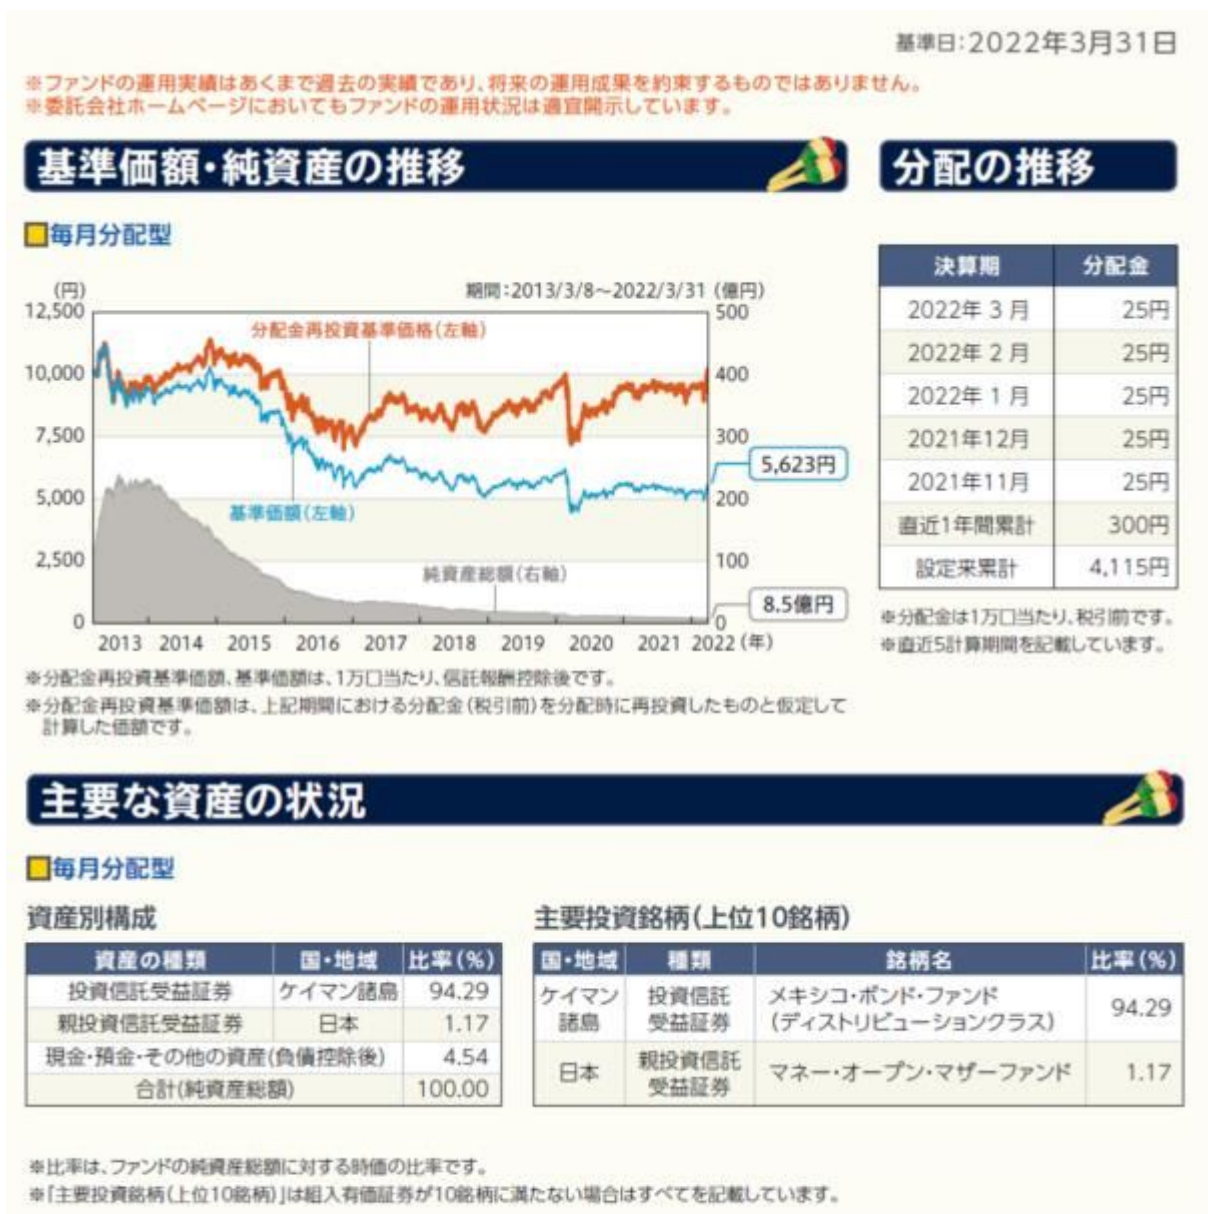 基準日:2022年3月31日
※ファンドの運用実績はあくまで過去の実績であり、将来の運用成果を約束するものではありません。
※委託会社ホームページにおいてもファンドの運用状況は適宜開示しています。
基準価額・純資産の推移
毎月分配型
(円)
期間:2013/3/8～2022/3/31
(億円)
12,500
10,000
7,500
5,000
2,500
0
500
400
300
200
100
0
分配金再投資基準価格(左軸)
基準価額(左軸)
純資産総額(右軸)
5,623円
8.5億円
2013 2014 2015 2016 2017 2018 2019 2020 2021 2022 (年)
※分配金再投資基準価額、基準価額は、1万口当たり、信託報酬控除後です。
※分配金再投資基準価額は、上記期間における分配金(税引前)を分配時に再投資したものと仮定して
計算した価額です。
分配の推移
決算期 分配金
2022年 3 月 25円
2022年 2 月 25円
2022年 1 月 25円
2021年12月 25円
2021年11月 25円
直近1年間累計 300円
設定来累計 4,115円
※分配金は1万口当たり、税引前です。
※直近5計算期間を記載しています。
主要な資産の状況
毎月分配型
資産別構成
資産の種類 国・地域 比率(%)
投資信託受益証券 ケイマン諸島 94.29
親投資信託受益証券 日本 1.17
現金・預金・その他の資産(負債控除後) 4.54
合計(純資産総額) 100.00
主要投資銘柄(上位10銘柄)
国・地域 種類 銘柄名 比率(%)
ケイマン 投資信託 メキシコ・ボンド・ファンド 94.29
諸島 受益証券 (ディストリビューションクラス)
日本 親投資信託 マネー・オープン・マザーファンド 1.17
受益証券
※比率は、ファンドの純資産総額に対する時価の比率です。
※「主要投資銘柄(上位10銘柄)」は組入有価証券が10銘柄に満たない場合はすべてを記載しています。